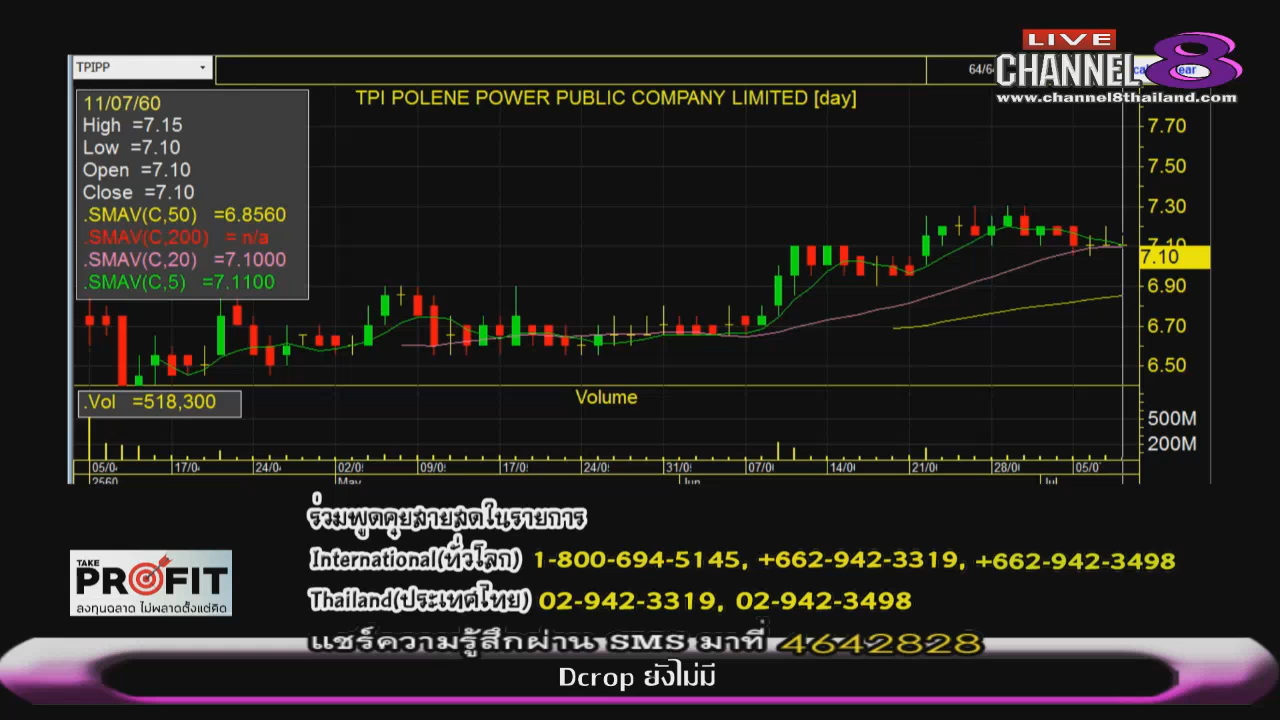 LIVE
CHANNEL 8
www.channel8thailand.com
TPIPP
TPI POLENE POWER PUBLIC COMPANY LIMITED [day]
11/07/60
High =7.15
Low =7.10
Open =7.10
Close =7.10
.SMAV(C,50) =6.8560
.SMAV(C,200) = n/a
.SMAV(C,20) =7.1000
.SMAV(C,5) =7.1100
7.70
7.50
7.30
7.10
7.10
6.90
6.70
6.50
.Vol =518,300
Volume
500M
200M
05/0 17/0 24/0 02/0 09/0 17/0 24/0 31/0 07/0 14/0 21/0 28/0 05/0
2560 May Jun Jul
ร่วมพูดคุยสายสดในรายการ
International(ทั่วโลก) 1-800-694-5145, +662-942-3319, +662-942-3498
Thailand(ประเทศไทย) 02-942-3319, 02-942-3498
TAKE
PROFIT
ลงทุนฉลาด ไม่พลาดตั้งแต่คิด
แชร์ความรู้สึกผ่าน SMS มาที่ 4642828
Dcrop ยังไม่มี